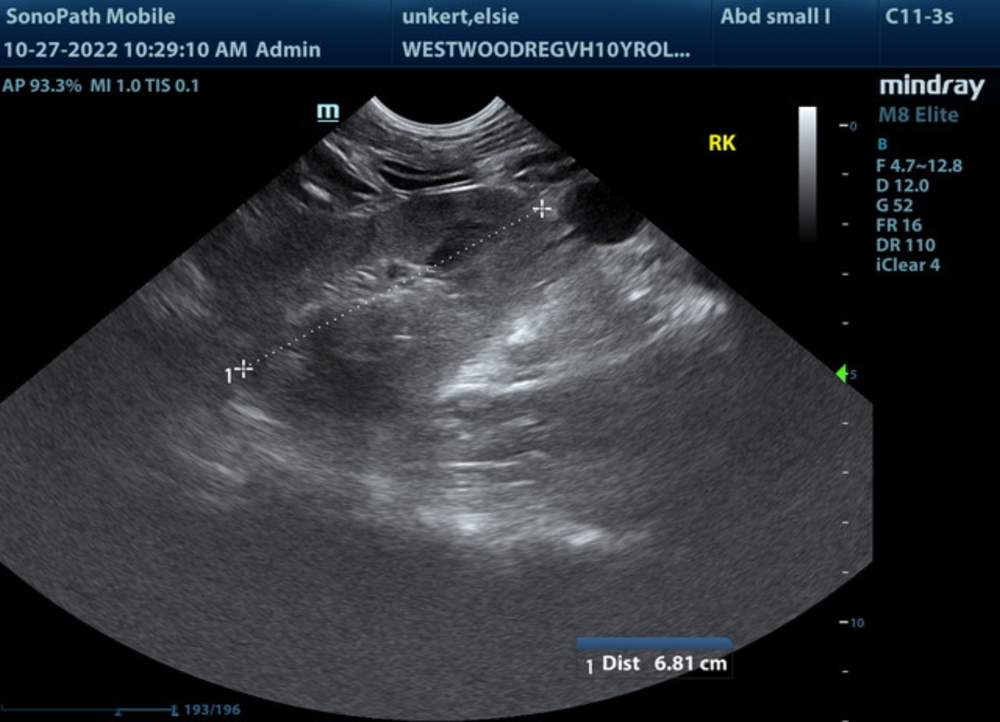 SonoPath Mobile
unkert,elsie
Abd small I
C11-3s
10-27-2022 10:29:10 AM Admin
WESTWOODREGVH10YROL...
AP 93.3% MI 1.0 TIS 0.1
mindray
M8 Elite
m
RK
B
F 4.7~12.8
D 12.0
G 52
FR 16
DR 110
iClear 4
0
5
10
1
1 Dist 6.81 cm
193/196